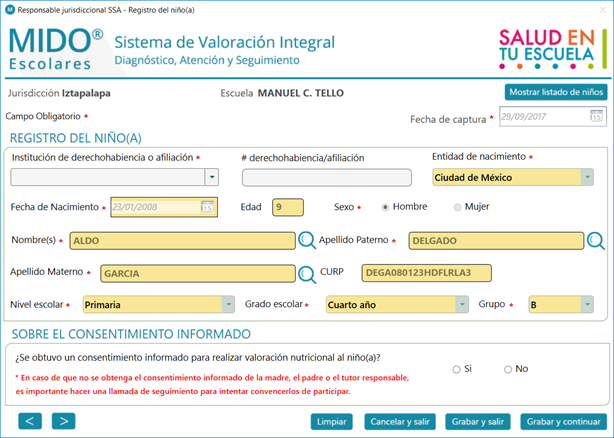 Responsable jurisdiccional SSA - Registro del niño(a)
MIDO® Escolares
Sistema de Valoración Integral
Diagnóstico, Atención y Seguimiento
SALUD EN TU ESCUELA
Jurisdicción Iztapalapa
Escuela MANUEL C. TELLO
Mostrar listado de niños
Campo Obligatorio *
Fecha de captura * 29/09/2017
REGISTRO DEL NIÑO(A)
Institución de derechohabiencia o afiliación *
# derechohabiencia/afiliación
Entidad de nacimiento *
Ciudad de México
Fecha de Nacimiento * 23/01/2008
Edad 9
Sexo * Hombre Mujer
Nombre(s) * ALDO
Apellido Paterno * DELGADO
Apellido Materno * GARCIA
CURP DEGA080123HDFLRLA3
Nivel escolar * Primaria
Grado escolar * Cuarto año
Grupo * B
SOBRE EL CONSENTIMIENTO INFORMADO
¿Se obtuvo un consentimiento informado para realizar valoración nutricional al niño(a)?
Si No
* En caso de que no se obtenga el consentimiento informado de la madre, el padre o el tutor responsable,
es importante hacer una llamada de seguimiento para intentar convencerlos de participar.
< >
Limpiar
Cancelar y salir
Grabar y salir
Grabar y continuar